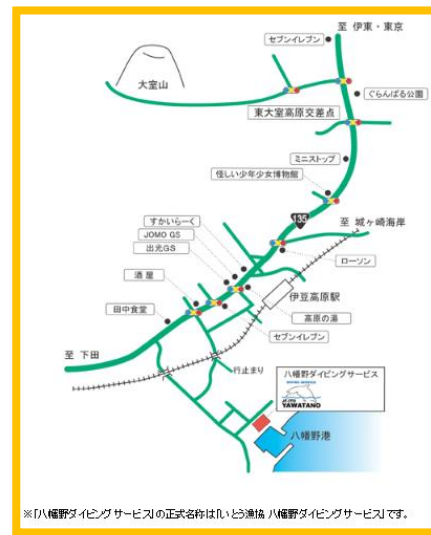 至 伊東・東京
セブンイレブン
大室山
ぐらんぱる公園
東大室高原交差点
ミニストップ
怪しい少年少女博物館
すかいらーく
135
至 城ヶ崎海岸
JOMO GS
出光GS
ローソン
酒屋
伊豆高原駅
田中食堂
高原の湯
セブンイレブン
至 下田
行止まり
八幡野ダイビングサービス
YAWATANO
八幡野港
※「八幡野ダイビングサービス」の正式名称は「いとう漁協 八幡野ダイビングサービス」です。